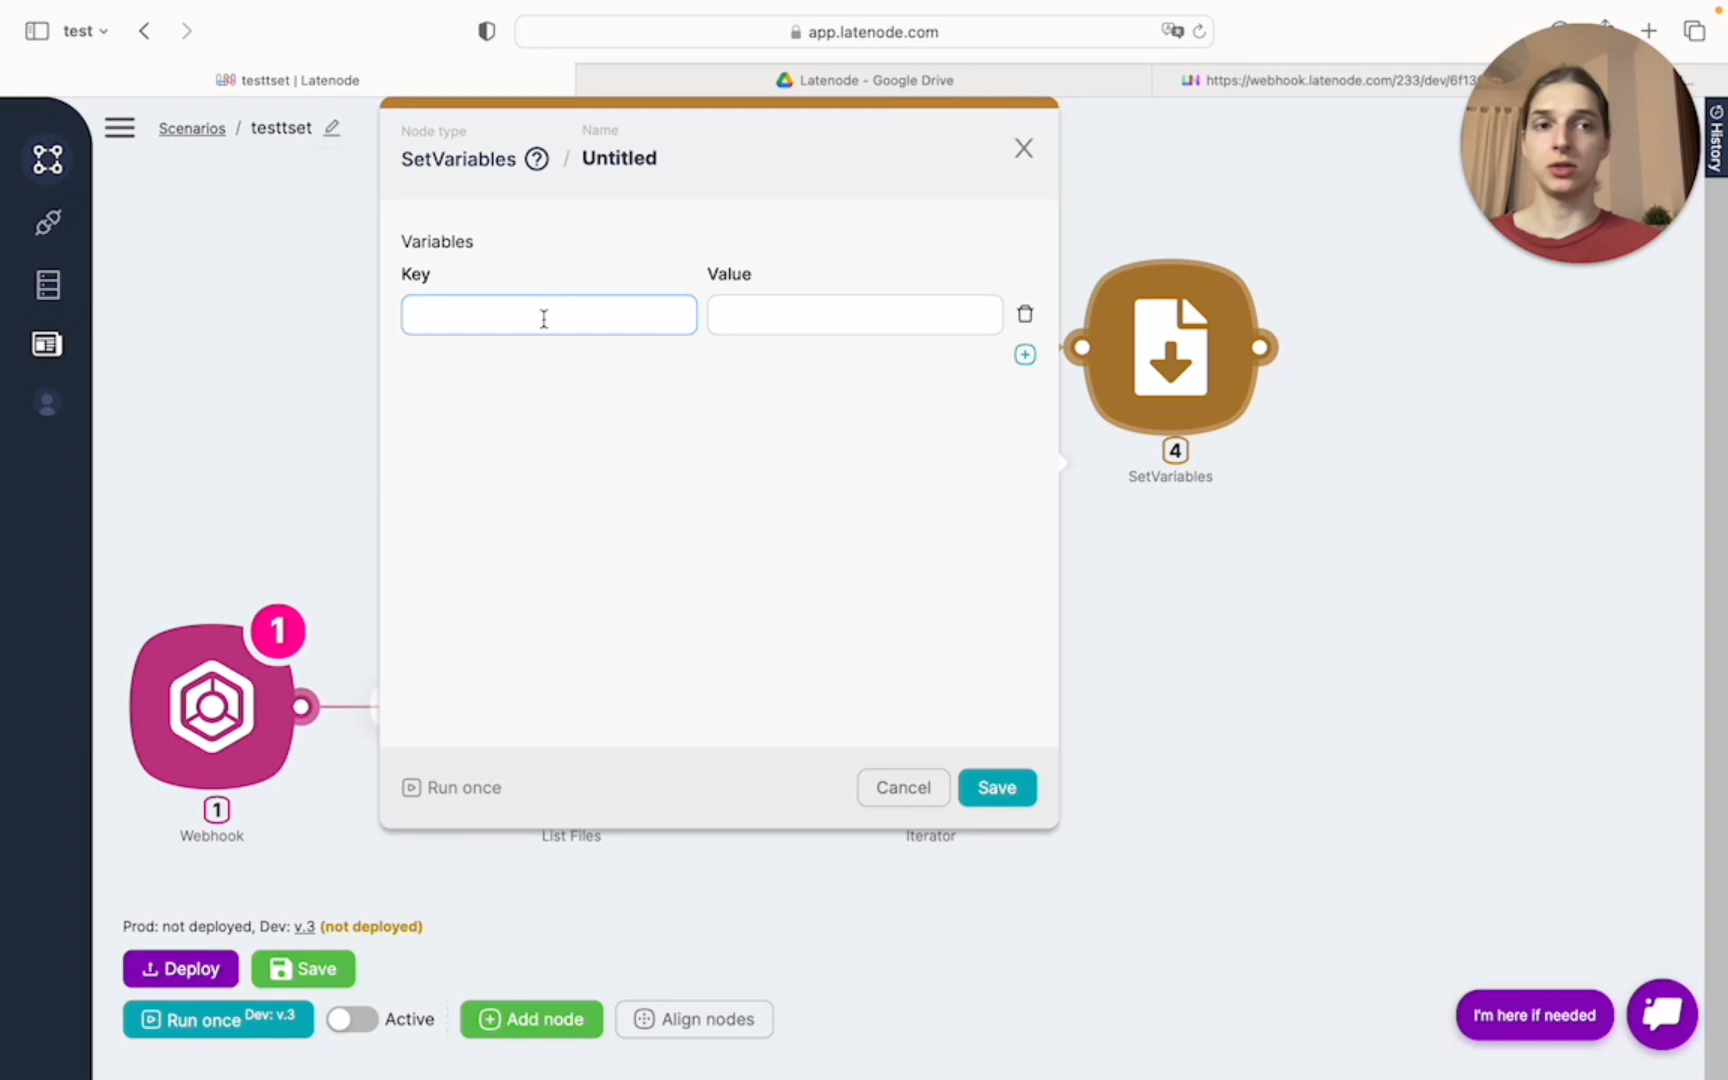 test
app.latenode.com
testtset | Latenode
Latenode - Google Drive
https://webhook.latenode.com/233/dev/6f13
Scenarios / testtset
Node type
Name
SetVariables ? / Untitled
History
Variables
Key
Value
4
SetVariables
1
1
Webhook
Run once
Cancel
Save
List Files
Iterator
Prod: not deployed, Dev: v.3 (not deployed)
Deploy
Save
Run once Dev: v.3
Active
Add node
Align nodes
I'm here if needed